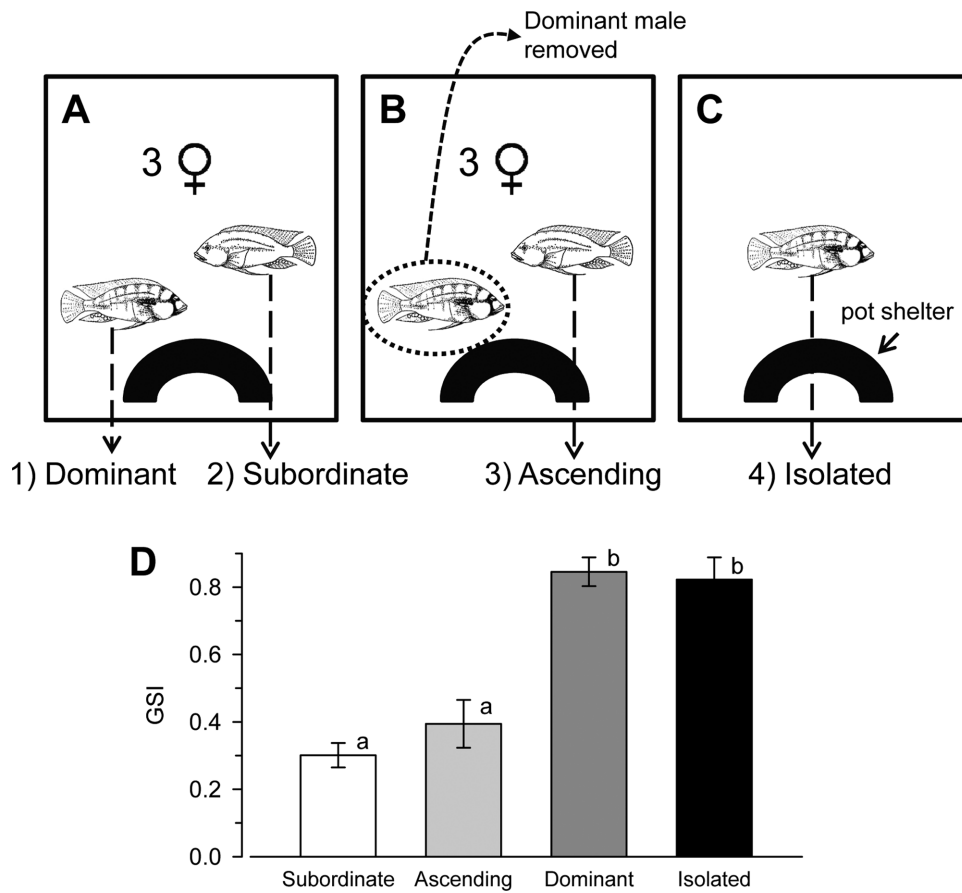 Dominant male
removed
A
3 ♀
B
3 ♀
C
pot shelter
1) Dominant
2) Subordinate
3) Ascending
4) Isolated
D
GSI
0.8
0.6
0.4
0.2
0.0
a
a
b
b
Subordinate
Ascending
Dominant
Isolated